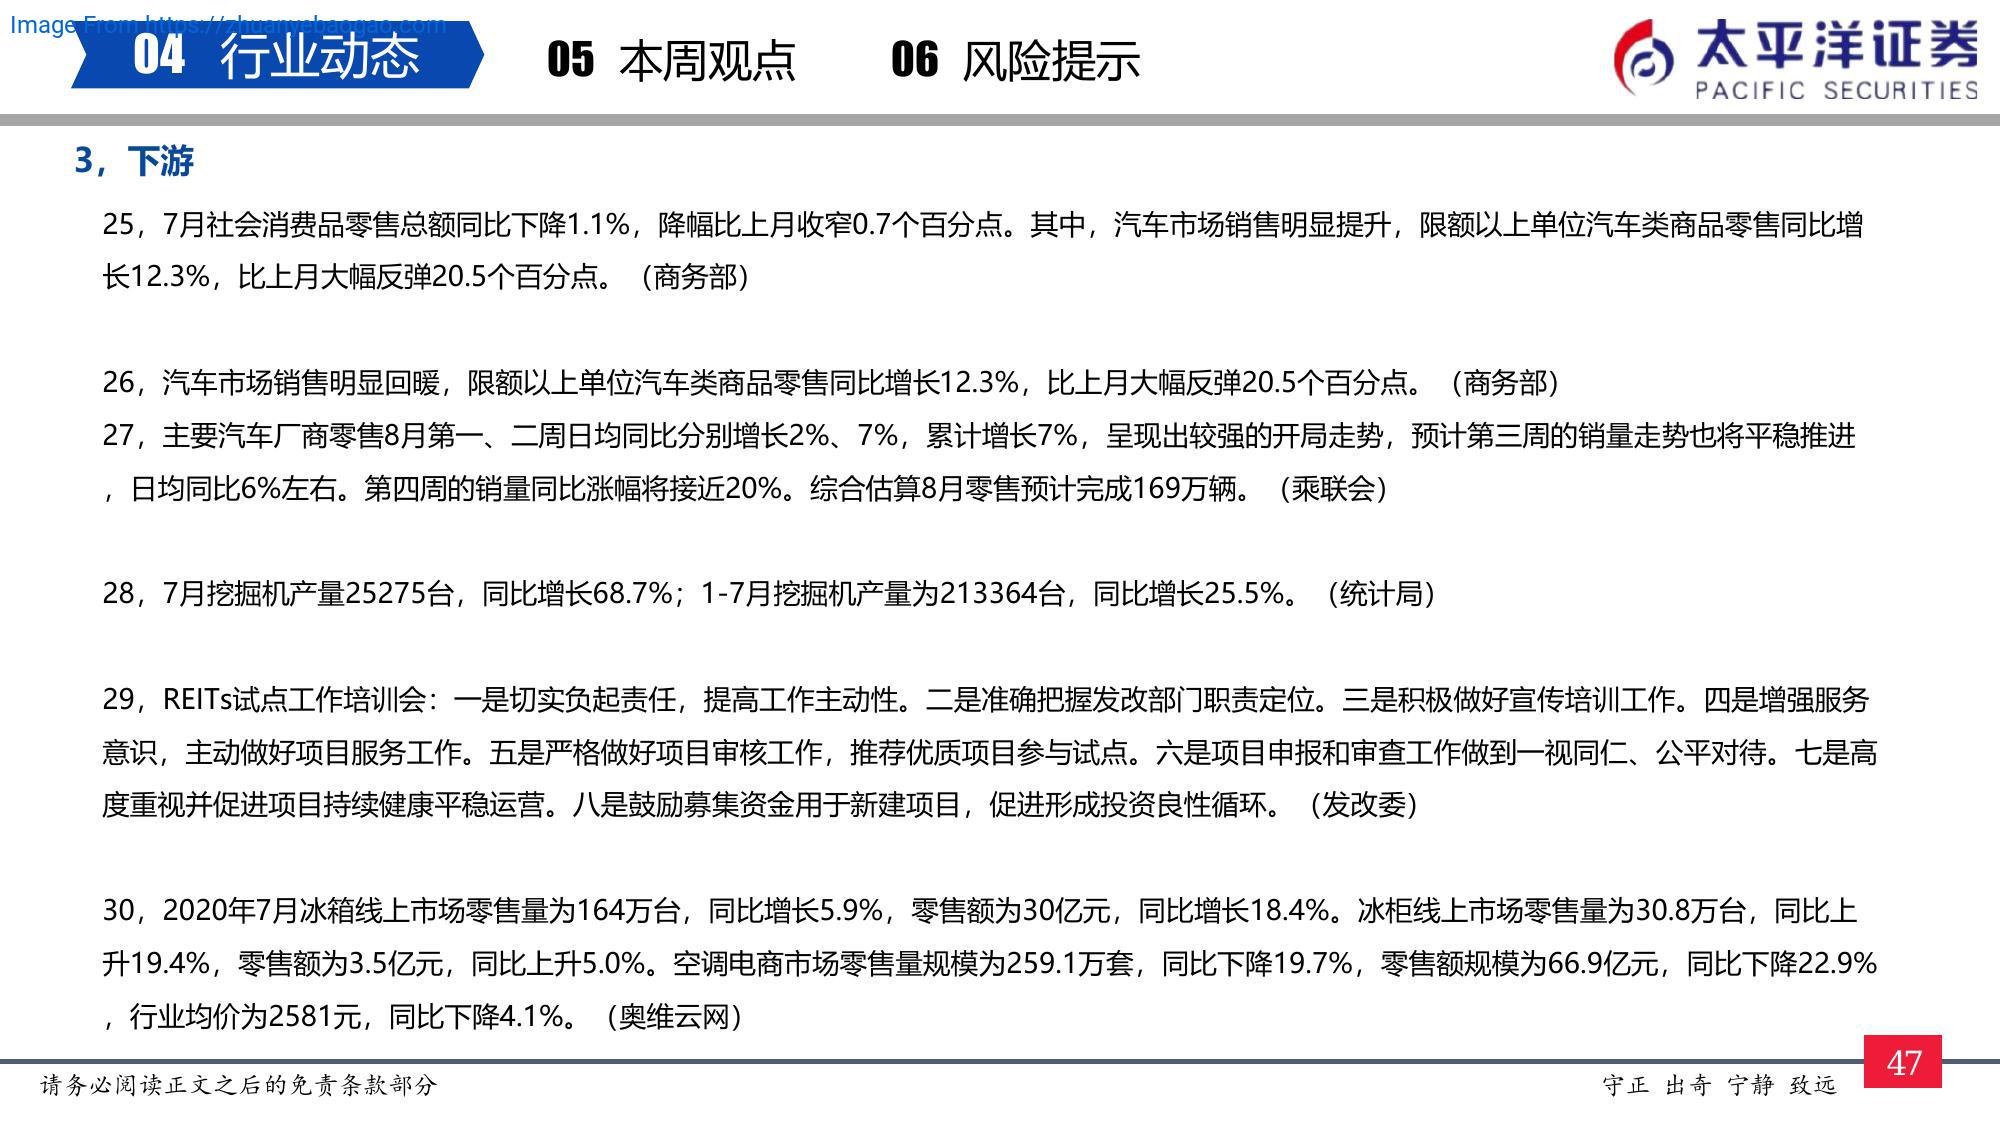 Image From https://zhuanyebaogao.com
04 行业动态 05 本周观点 06 风险提示
太平洋证券
PACIFIC SECURITIES
3，下游
25，7月社会消费品零售总额同比下降1.1%，降幅比上月收窄0.7个百分点。其中，汽车市场销售明显提升，限额以上单位汽车类商品零售同比增
长12.3%，比上月大幅反弹20.5个百分点。（商务部）
26，汽车市场销售明显回暖，限额以上单位汽车类商品零售同比增长12.3%，比上月大幅反弹20.5个百分点。（商务部）
27，主要汽车厂商零售8月第一、二周日均同比分别增长2%、7%，累计增长7%，呈现出较强的开局走势，预计第三周的销量走势也将平稳推进
，日均同比6%左右。第四周的销量同比涨幅将接近20%。综合估算8月零售预计完成169万辆。（乘联会）
28，7月挖掘机产量25275台，同比增长68.7%；1-7月挖掘机产量为213364台，同比增长25.5%。（统计局）
29，REITs试点工作培训会：一是切实负起责任，提高工作主动性。二是准确把握发改部门职责定位。三是积极做好宣传培训工作。四是增强服务
意识，主动做好项目服务工作。五是严格做好项目审核工作，推荐优质项目参与试点。六是项目申报和审查工作做到一视同仁、公平对待。七是高
度重视并促进项目持续健康平稳运营。八是鼓励募集资金用于新建项目，促进形成投资良性循环。（发改委）
30，2020年7月冰箱线上市场零售量为164万台，同比增长5.9%，零售额为30亿元，同比增长18.4%。冰柜线上市场零售量为30.8万台，同比上
升19.4%，零售额为3.5亿元，同比上升5.0%。空调电商市场零售量规模为259.1万套，同比下降19.7%，零售额规模为66.9亿元，同比下降22.9%
，行业均价为2581元，同比下降4.1%。（奥维云网）
请务必阅读正文之后的免责条款部分
守正 出奇 宁静 致远
47